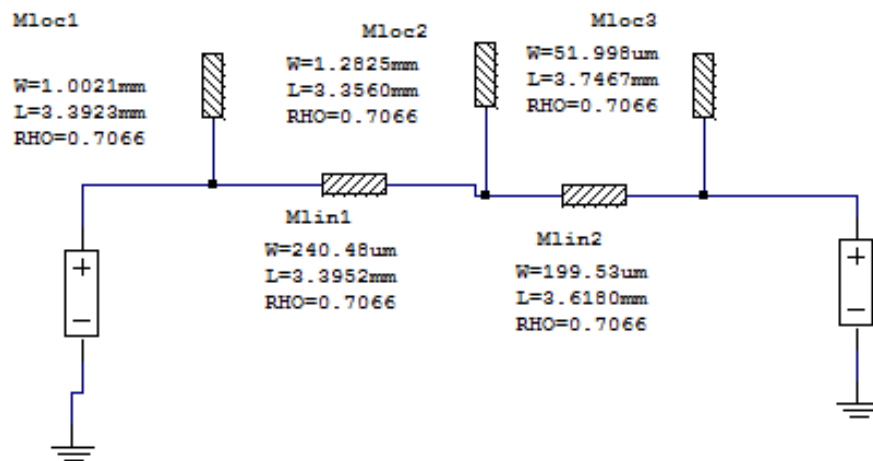 Mloc1
W=1.0021mm
L=3.3923mm
RHO=0.7066
Mloc2
W=1.2825mm
L=3.3560mm
RHO=0.7066
Mloc3
W=51.998um
L=3.7467mm
RHO=0.7066
Mlin1
W=240.48um
L=3.3952mm
RHO=0.7066
Mlin2
W=199.53um
L=3.6180mm
RHO=0.7066
+
−
+
−